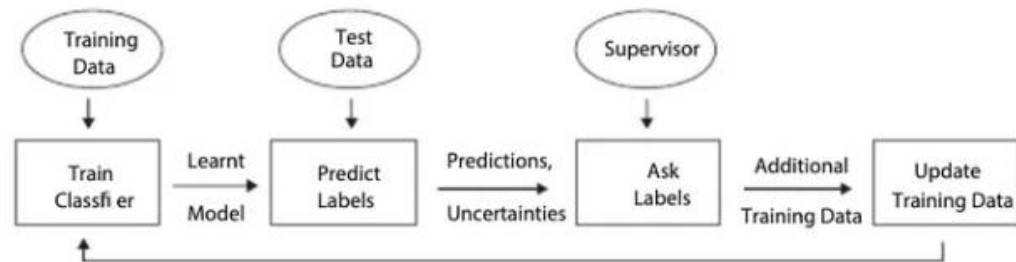 Training
Data
Test
Data
Supervisor
Train
Classfi er
Learnt
Model
Predict
Labels
Predictions,
Uncertainties
Ask
Labels
Additional
Training Data
Update
Training Data